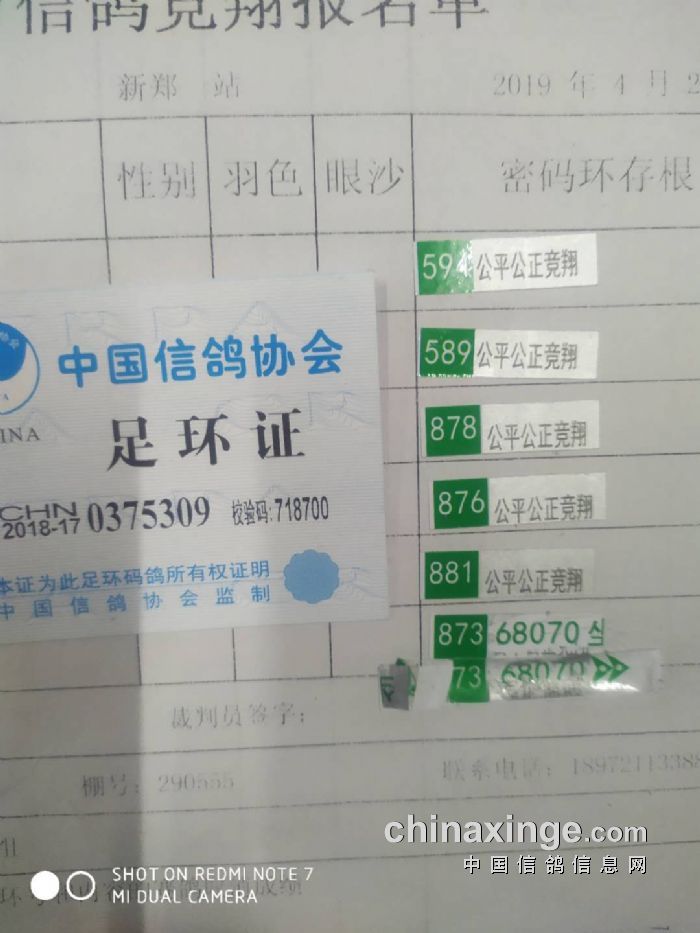 信鸽竞翔报名单
新郑 站 2019 年 4 月 2
性别 羽色 眼沙 密码环存根
594 公平公正竞翔
589 公平公正竞翔
878 公平公正竞翔
876 公平公正竞翔
881 公平公正竞翔
873 68070
73 68070
中国信鸽协会
INA
足环证
CHN
2018-17 0375309 校验码:718700
本证为此足环码鸽所有权证明
中国信鸽协会监制
裁判员签字:
棚号: 290555 联系电话: 18972113388
chinaxinge.com
中国信鸽信息网
SHOT ON REDMI NOTE 7
MI DUAL CAMERA